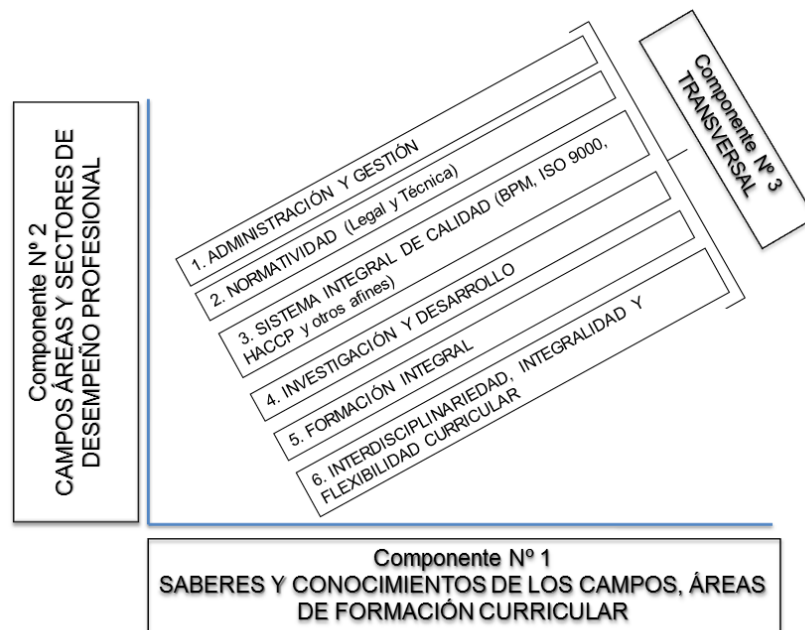 Componente Nº 2
CAMPOS ÁREAS Y SECTORES DE
DESEMPEÑO PROFESIONAL
1. ADMINISTRACIÓN Y GESTIÓN
2. NORMATIVIDAD (Legal y Técnica)
3. SISTEMA INTEGRAL DE CALIDAD (BPM, ISO 9000,
HACCP y otros afines)
4. INVESTIGACIÓN Y DESARROLLO
5. FORMACIÓN INTEGRAL
6. INTERDISCIPLINARIEDAD, INTEGRALIDAD Y
FLEXIBILIDAD CURRICULAR
Componente Nº 3
TRANSVERSAL
Componente Nº 1
SABERES Y CONOCIMIENTOS DE LOS CAMPOS, ÁREAS
DE FORMACIÓN CURRICULAR